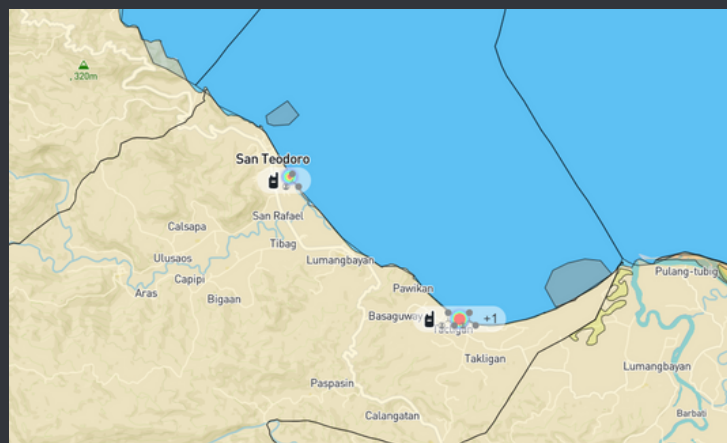 , 320m
San Teodoro
San Rafael
Calsapa
Tibag
Ulusaos
Lumangbayan
Capipi
Aras
Bigaan
Pawikan
Basaguway
+1
Takligan
Paspasin
Calangatan
Pulang-tubig
Lumangbayan
Barbati